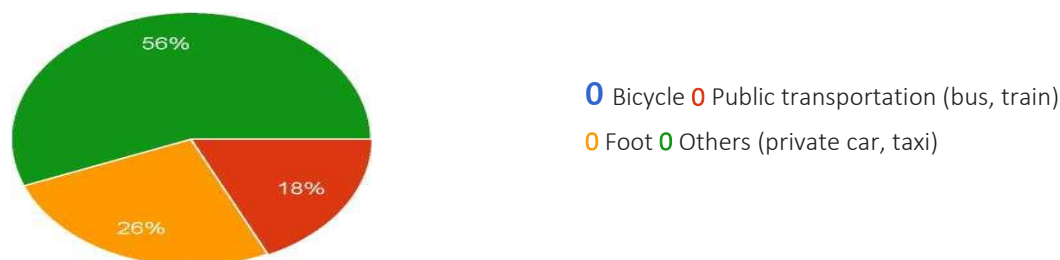 56%
18%
26%
0 Bicycle 0 Public transportation (bus, train)
0 Foot 0 Others (private car, taxi)